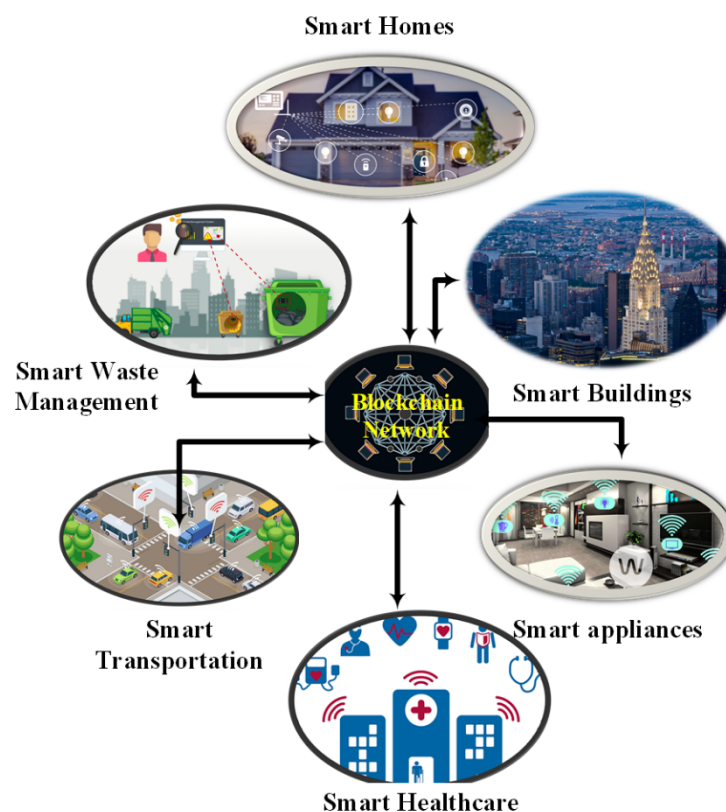 Smart Homes
Smart Waste
Management
Blockchain
Network
Smart Buildings
Smart
Transportation
Smart appliances
W
Smart Healthcare